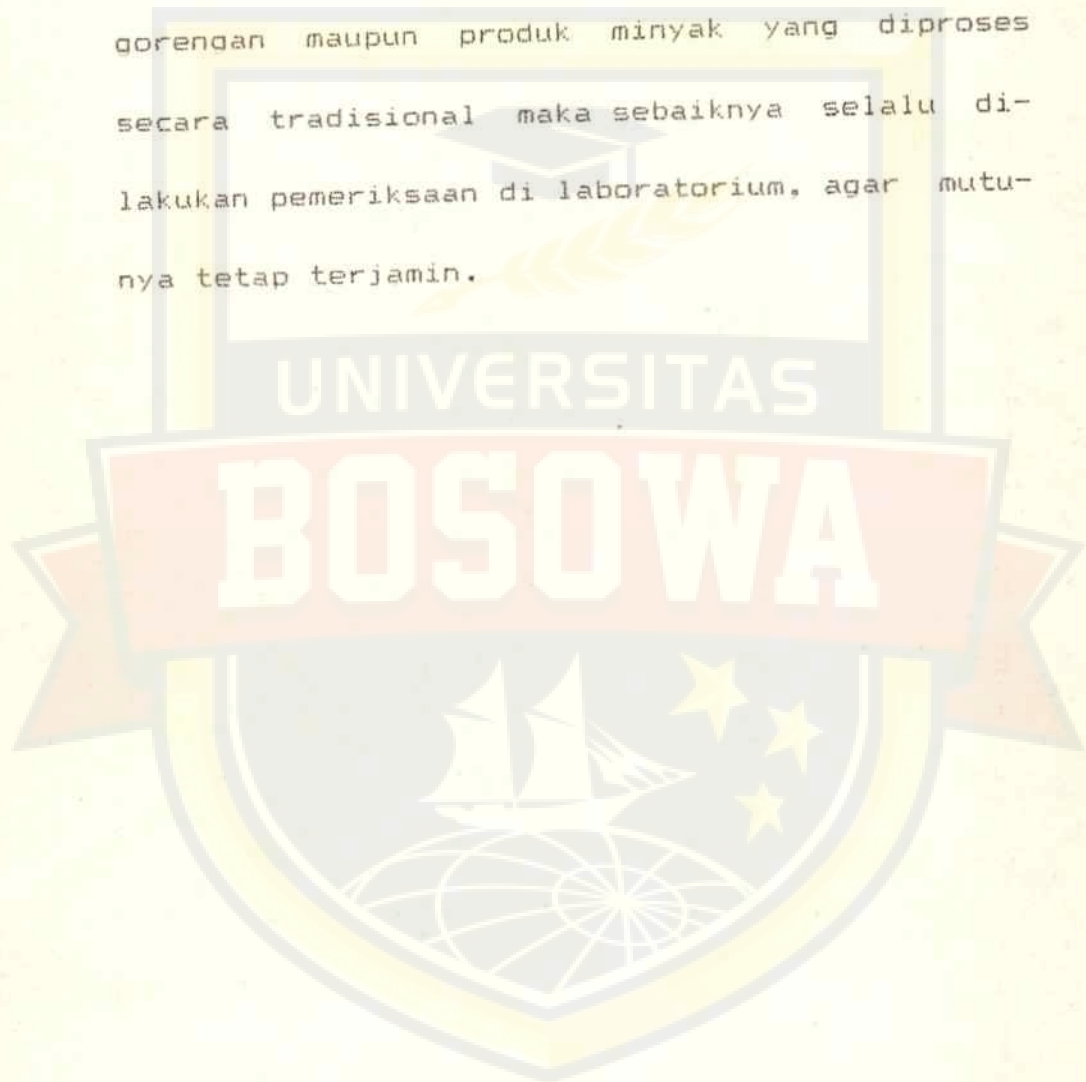 gorengan maupun produk minyak yang diproses
secara tradisional maka sebaiknya selalu di-
lakukan pemeriksaan di laboratorium, agar mutu-
nya tetap terjamin.
UNIVERSITAS
BOSOWA